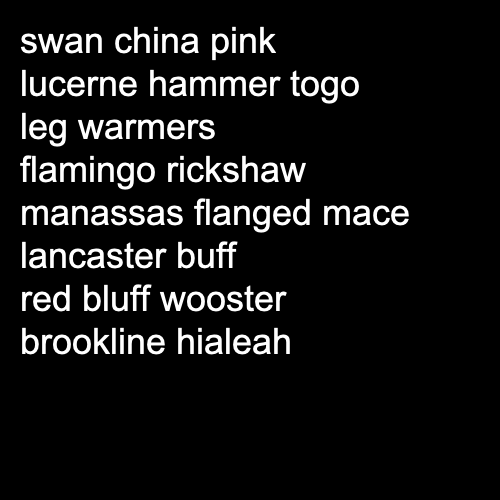 swan china pink
lucerne hammer togo
leg warmers
flamingo rickshaw
manassas flanged mace
lancaster buff
red bluff wooster
brookline hialeah